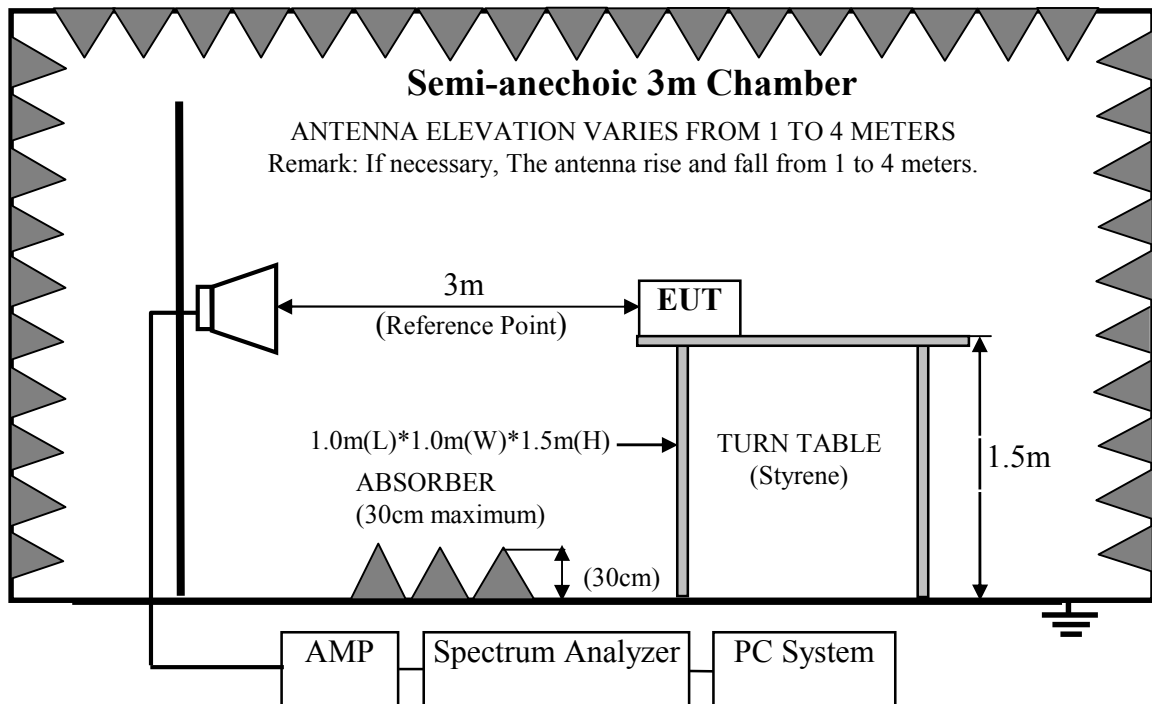 Semi-anechoic 3m Chamber
ANTENNA ELEVATION VARIES FROM 1 TO 4 METERS
Remark: If necessary, The antenna rise and fall from 1 to 4 meters.
3m
(Reference Point)
EUT
1.0m(L)*1.0m(W)*1.5m(H)
TURN TABLE
(Styrene)
1.5m
ABSORBER
(30cm maximum)
(30cm)
AMP
Spectrum Analyzer
PC System